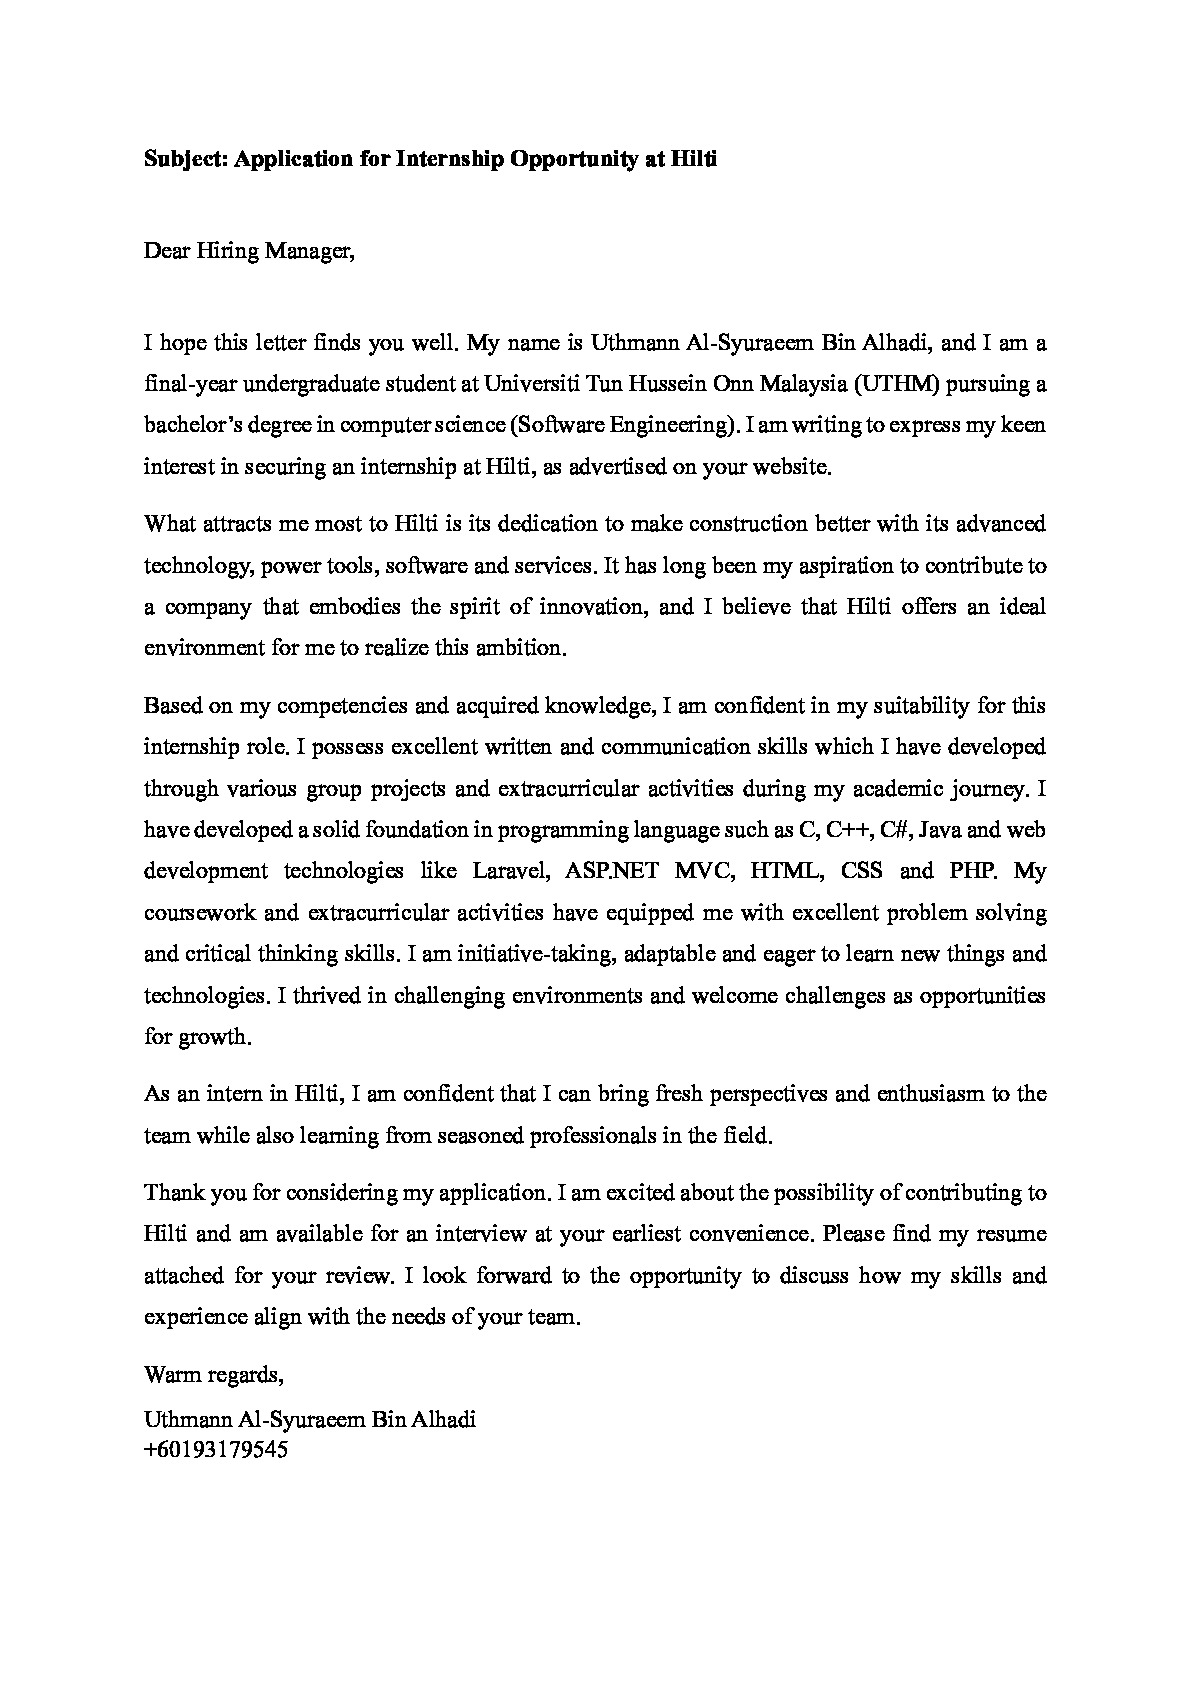 Subject: Application for Internship Opportunity at Hilti
Dear Hiring Manager,
I hope this letter finds you well. My name is Uthmann Al-Syuraeem Bin Alhadi, and I am a
final-year undergraduate student at Universiti Tun Hussein Onn Malaysia (UTHM) pursuing a
bachelor’s degree in computer science (Software Engineering). I am writing to express my keen
interest in securing an internship at Hilti, as advertised on your website.
What attracts me most to Hilti is its dedication to make construction better with its advanced
technology, power tools, software and services. It has long been my aspiration to contribute to
a company that embodies the spirit of innovation, and I believe that Hilti offers an ideal
environment for me to realize this ambition.
Based on my competencies and acquired knowledge, I am confident in my suitability for this
internship role. I possess excellent written and communication skills which I have developed
through various group projects and extracurricular activities during my academic journey. I
have developed a solid foundation in programming language such as C, C++, C#, Java and web
development technologies like Laravel, ASP.NET MVC, HTML, CSS and PHP. My
coursework and extracurricular activities have equipped me with excellent problem solving
and critical thinking skills. I am initiative-taking, adaptable and eager to learn new things and
technologies. I thrived in challenging environments and welcome challenges as opportunities
for growth.
As an intern in Hilti, I am confident that I can bring fresh perspectives and enthusiasm to the
team while also learning from seasoned professionals in the field.
Thank you for considering my application. I am excited about the possibility of contributing to
Hilti and am available for an interview at your earliest convenience. Please find my resume
attached for your review. I look forward to the opportunity to discuss how my skills and
experience align with the needs of your team.
Warm regards,
Uthmann Al-Syuraeem Bin Alhadi
+60193179545